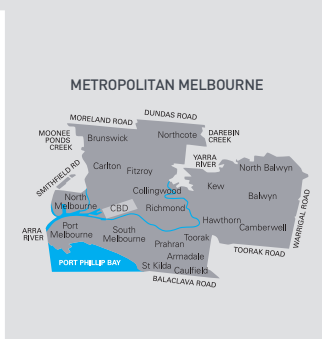 METROPOLITAN MELBOURNE
DUNDAS ROAD
MORELAND ROAD
MOONEE
PONDS
CREEK
Brunswick
Northcote
DAREBIN
CREEK
YARRA
RIVER
SMITHFIELD RD
Carlton
Fitzroy
North Balwyn
Collingwood
Kew
Balwyn
North
Melbourne
CBD
Richmond
Hawthorn
Camberwell
WARRIGAL ROAD
ARRA
RIVER
Port
Melbourne
South
Melbourne
Prahran
Toorak
TOORAK ROAD
Armadale
PORT PHILLIP BAY
St Kilda
Caulfield
BALACLAVA ROAD